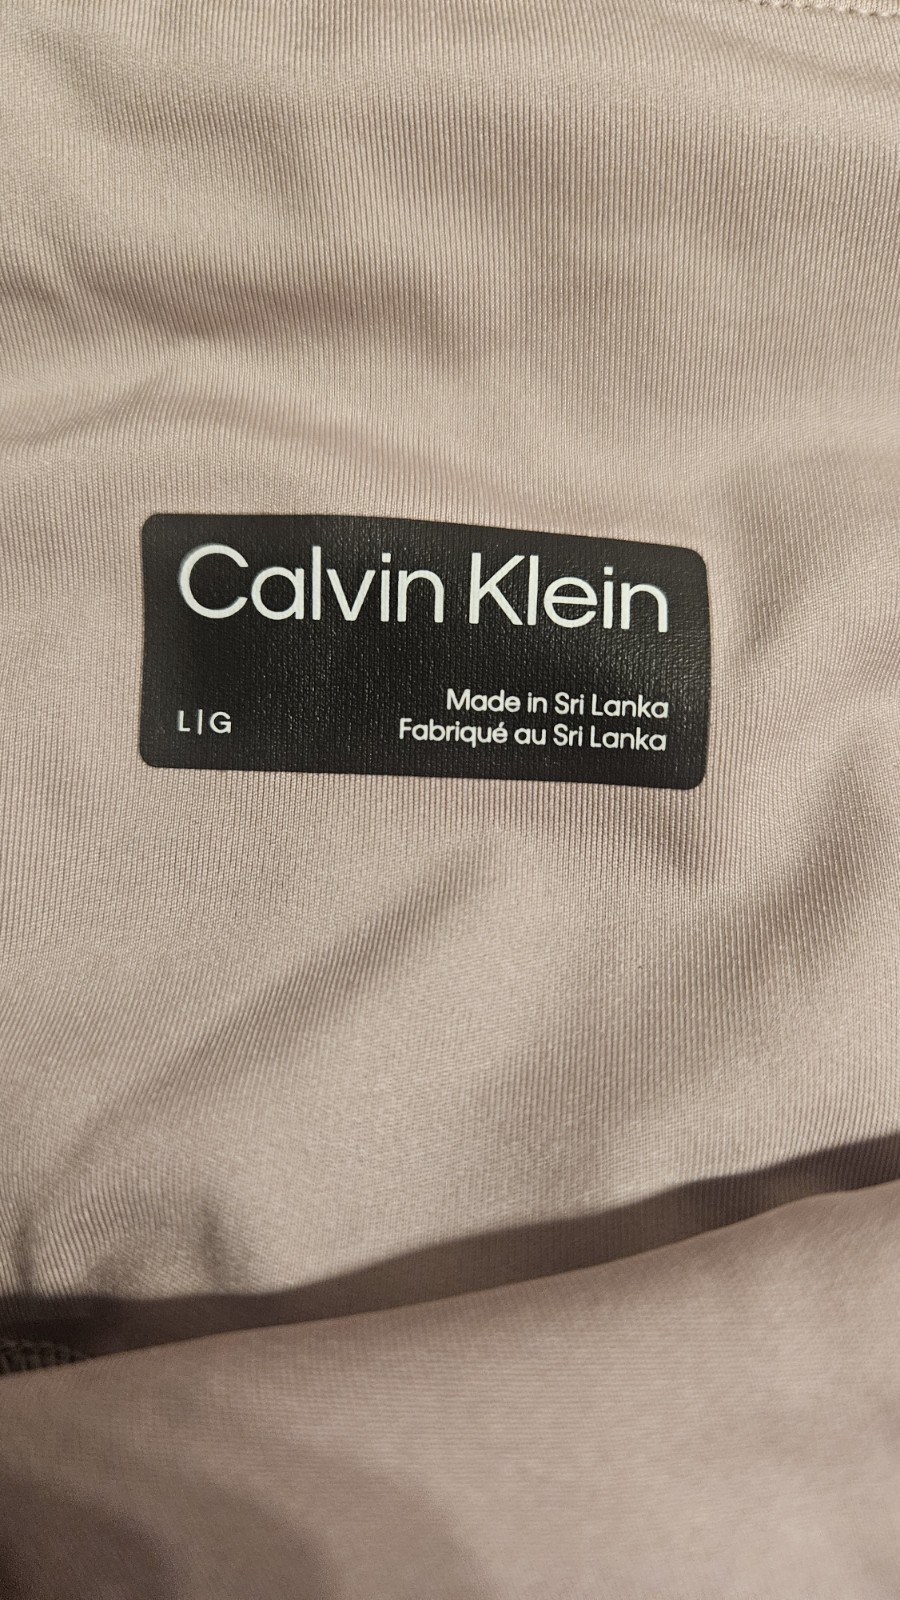 Calvin Klein
L|G
Made in Sri Lanka
Fabriqué au Sri Lanka